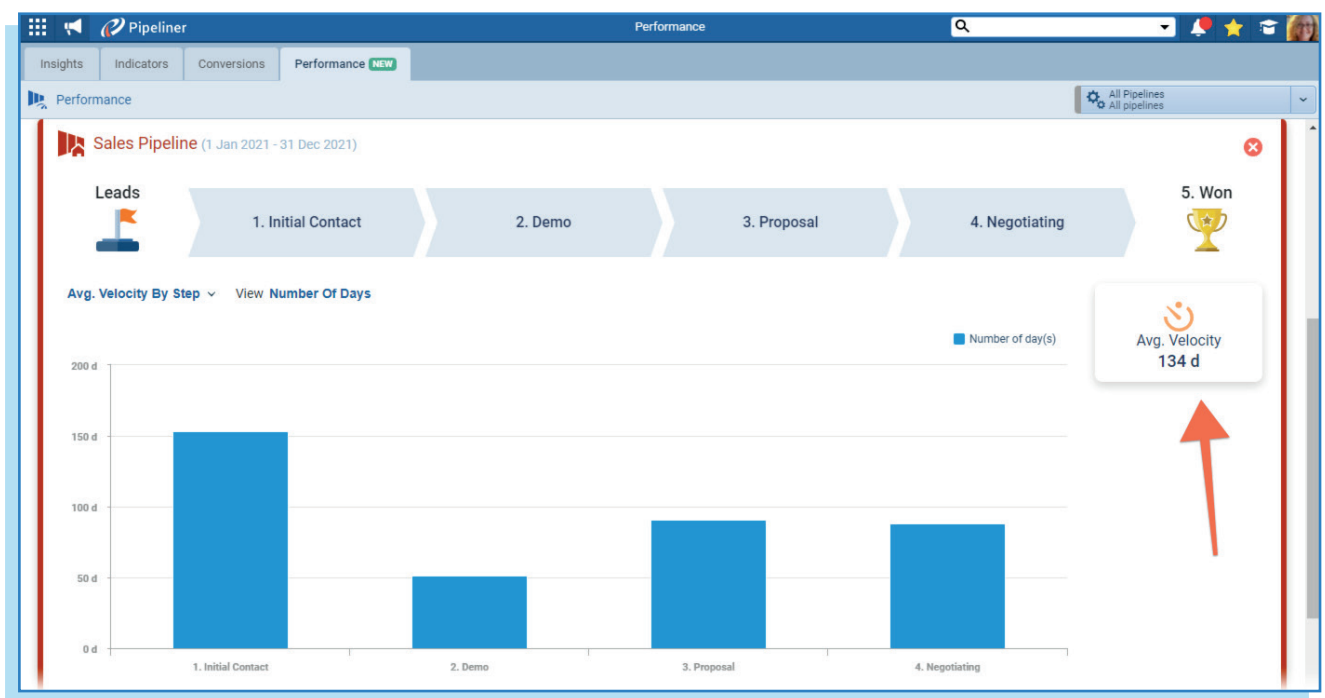 Pipeliner
Performance
Insights
Indicators
Conversions
Performance NEW
Performance
All Pipelines
All pipelines
Sales Pipeline (1 Jan 2021 - 31 Dec 2021)
Leads
1. Initial Contact
2. Demo
3. Proposal
4. Negotiating
5. Won
Avg. Velocity By Step
View Number Of Days
Number of day(s)
Avg. Velocity
134 d
200 d
150 d
100 d
50 d
0 d
1. Initial Contact
2. Demo
3. Proposal
4. Negotiating